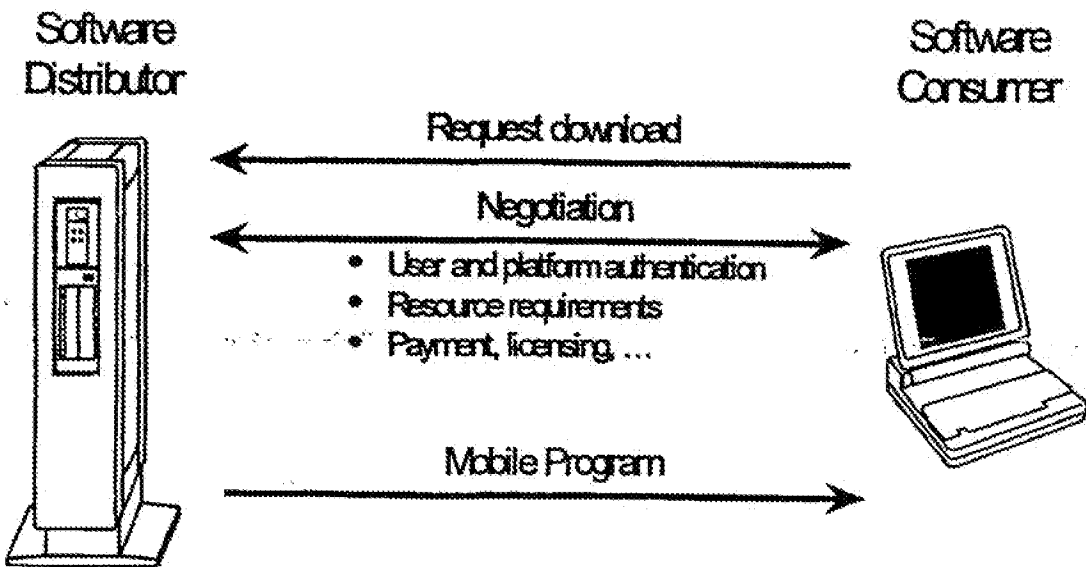 Software
Distributor
Software
Consumer
Request download
Negotiation
• User and platform authentication
• Resource requirements
• Payment, licensing, ...
Mobile Program